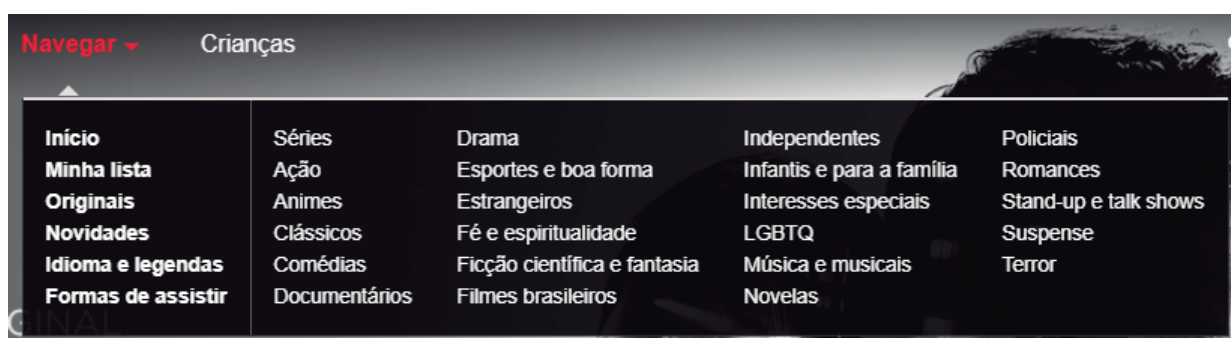 Navegar
Crianças
Início
Minha lista
Originais
Novidades
Idioma e legendas
Formas de assistir
Séries
Ação
Animes
Clássicos
Comédias
Documentários
Drama
Esportes e boa forma
Estrangeiros
Fé e espiritualidade
Ficção científica e fantasia
Filmes brasileiros
Independentes
Infantis e para a família
Interesses especiais
LGBTQ
Música e musicais
Novelas
Policiais
Romances
Stand-up e talk shows
Suspense
Terror
GINAL